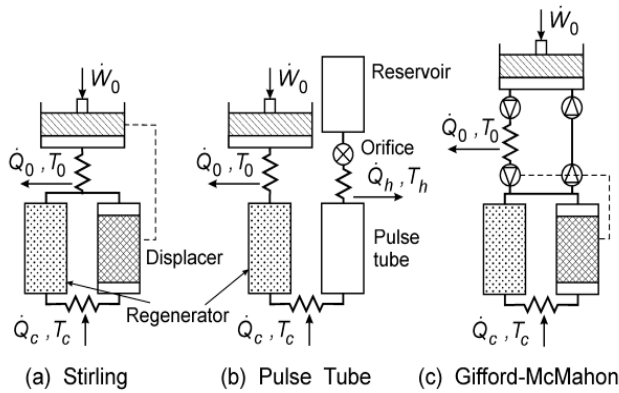 Ẇ₀
Q̇₀ , T₀
Displacer
Q̇c , Tc
(a) Stirling
Ẇ₀
Reservoir
Orifice
Q̇₀ , T₀
Q̇h , Th
Pulse
tube
Regenerator
Q̇c , Tc
(b) Pulse Tube
Ẇ₀
Q̇₀ , T₀
Q̇c , Tc
(c) Gifford-McMahon